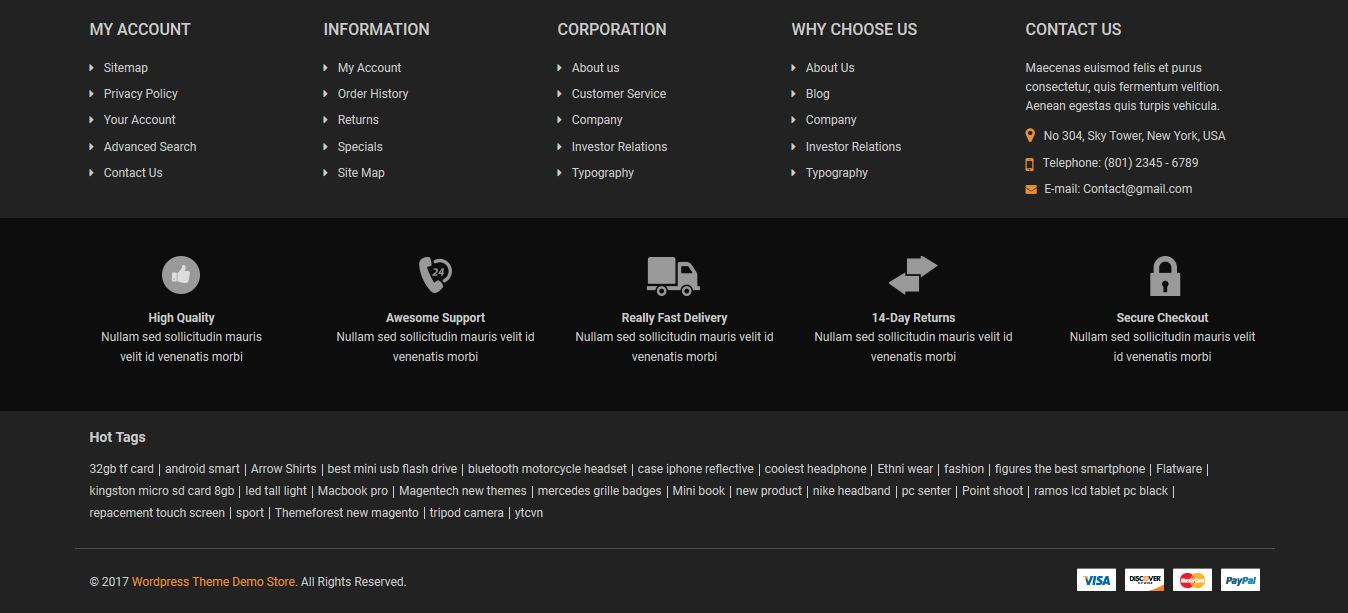 MY ACCOUNT
Sitemap
Privacy Policy
Your Account
Advanced Search
Contact Us
INFORMATION
My Account
Order History
Returns
Specials
Site Map
CORPORATION
About us
Customer Service
Company
Investor Relations
Typography
WHY CHOOSE US
About Us
Blog
Company
Investor Relations
Typography
CONTACT US
Maecenas euismod felis et purus
consectetur, quis fermentum velition.
Aenean egestas quis turpis vehicula.
No 304, Sky Tower, New York, USA
Telephone: (801) 2345 - 6789
E-mail: Contact@gmail.com
High Quality
Nullam sed sollicitudin mauris
velit id venenatis morbi
24
Awesome Support
Nullam sed sollicitudin mauris velit id
venenatis morbi
Really Fast Delivery
Nullam sed sollicitudin mauris velit id
venenatis morbi
14-Day Returns
Nullam sed sollicitudin mauris velit id
venenatis morbi
Secure Checkout
Nullam sed sollicitudin mauris velit
id venenatis morbi
Hot Tags
32gb tf card | android smart | Arrow Shirts | best mini usb flash drive | bluetooth motorcycle headset | case iphone reflective | coolest headphone | Ethni wear | fashion | figures the best smartphone | Flatware |
kingston micro sd card 8gb | led tall light | Macbook pro | Magentech new themes | mercedes grille badges | Mini book | new product | nike headband | pc senter | Point shoot | ramos lcd tablet pc black |
repacement touch screen | sport | Themeforest new magento | tripod camera | ytcvn
© 2017 Wordpress Theme Demo Store. All Rights Reserved.
VISA
DISCOVER
MasterCard
PayPal